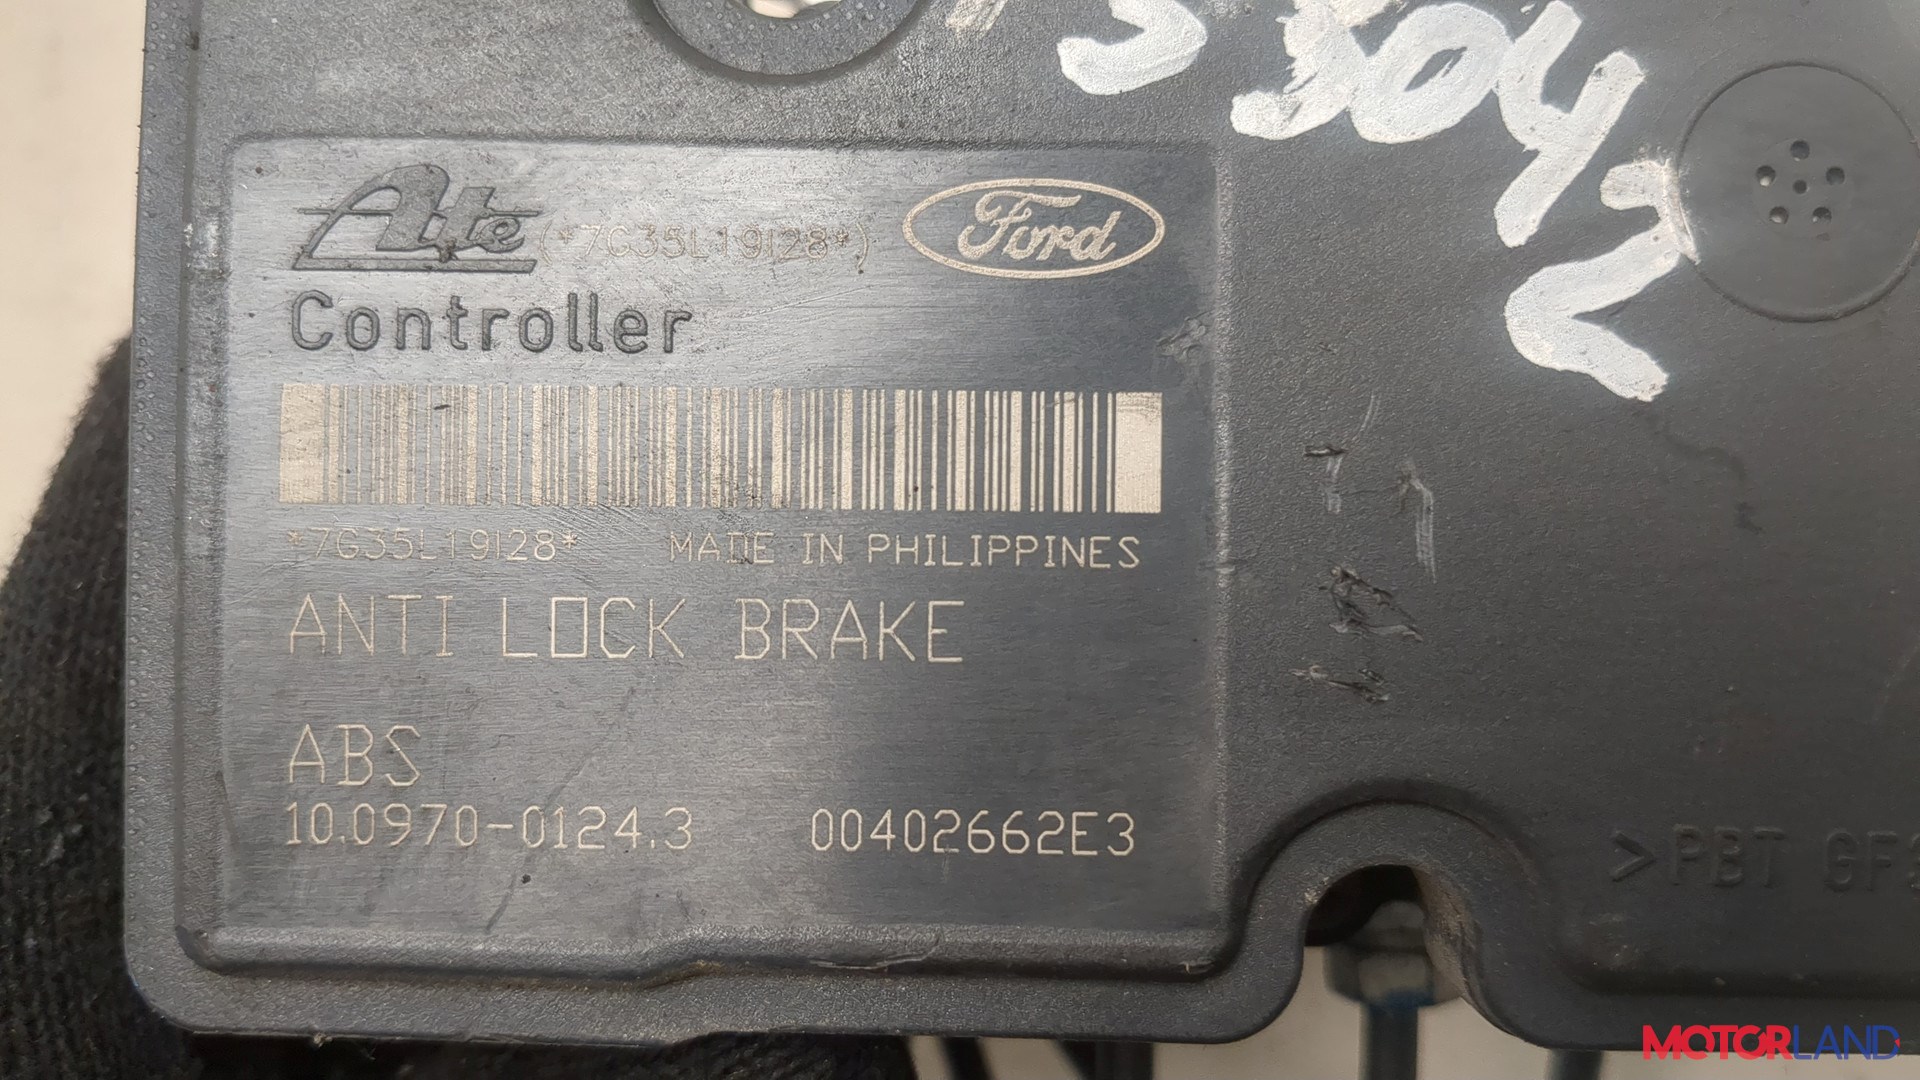 53042
Ate (*7G35L19I28*) Ford
Controller
*7G35L19I28* MADE IN PHILIPPINES
ANTI LOCK BRAKE
ABS
10.0970-0124.3 00402662E3
>PBT
MOTORLAND